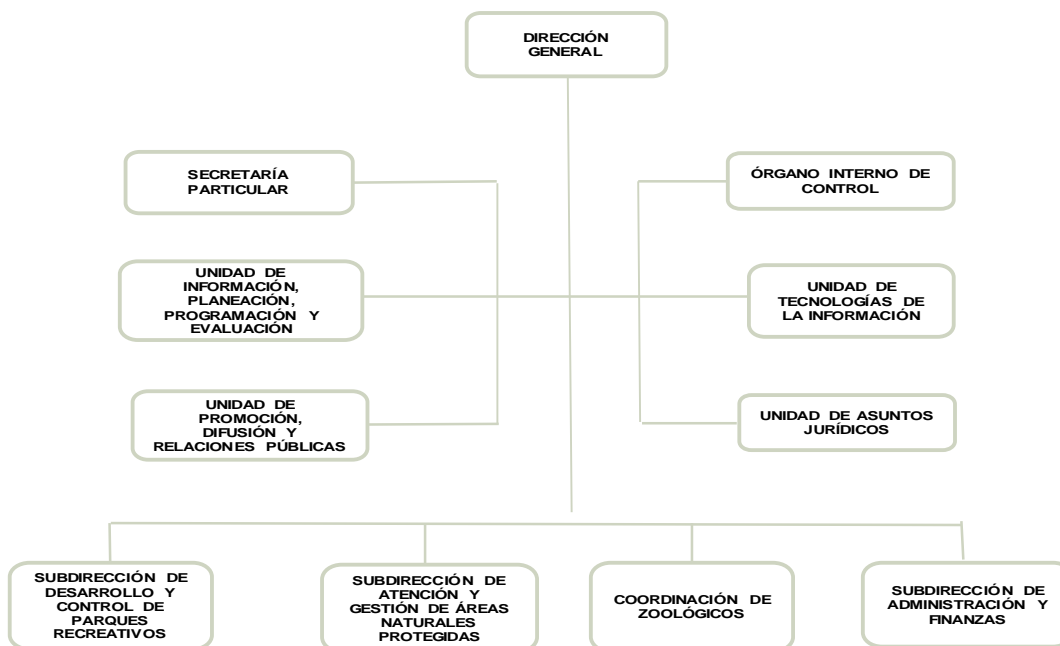 DIRECCIÓN
GENERAL
SECRETARÍA
PARTICULAR
ÓRGANO INTERNO DE
CONTROL
UNIDAD DE
INFORMACIÓN,
PLANEACIÓN,
PROGRAMACIÓN Y
EVALUACIÓN
UNIDAD DE
TECNOLOGÍAS DE
LA INFORMACIÓN
UNIDAD DE
PROMOCIÓN,
DIFUSIÓN Y
RELACIONES PÚBLICAS
UNIDAD DE ASUNTOS
JURÍDICOS
SUBDIRECCIÓN DE
DESARROLLO Y
CONTROL DE
PARQUES
RECREATIVOS
SUBDIRECCIÓN DE
ATENCIÓN Y
GESTIÓN DE ÁREAS
NATURALES
PROTEGIDAS
COORDINACIÓN DE
ZOOLÓGICOS
SUBDIRECCIÓN DE
ADMINISTRACIÓN Y
FINANZAS